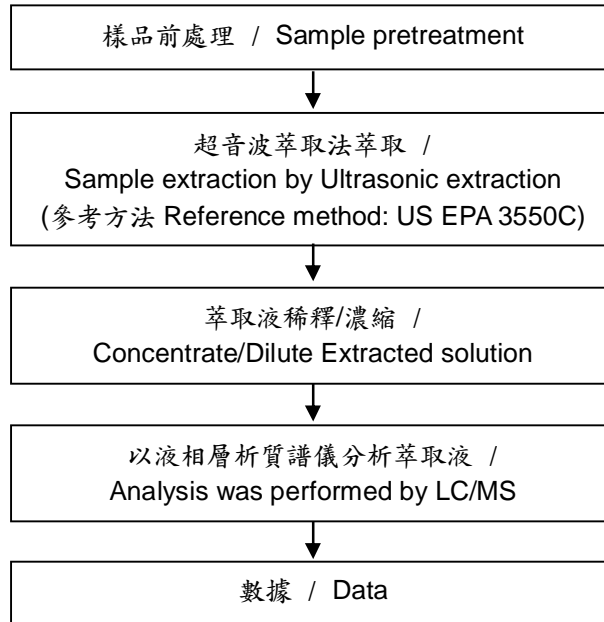 樣品前處理 / Sample pretreatment
超音波萃取法萃取 /
Sample extraction by Ultrasonic extraction
(參考方法 Reference method: US EPA 3550C)
萃取液稀釋/濃縮 /
Concentrate/Dilute Extracted solution
以液相層析質譜儀分析萃取液 /
Analysis was performed by LC/MS
數據 / Data